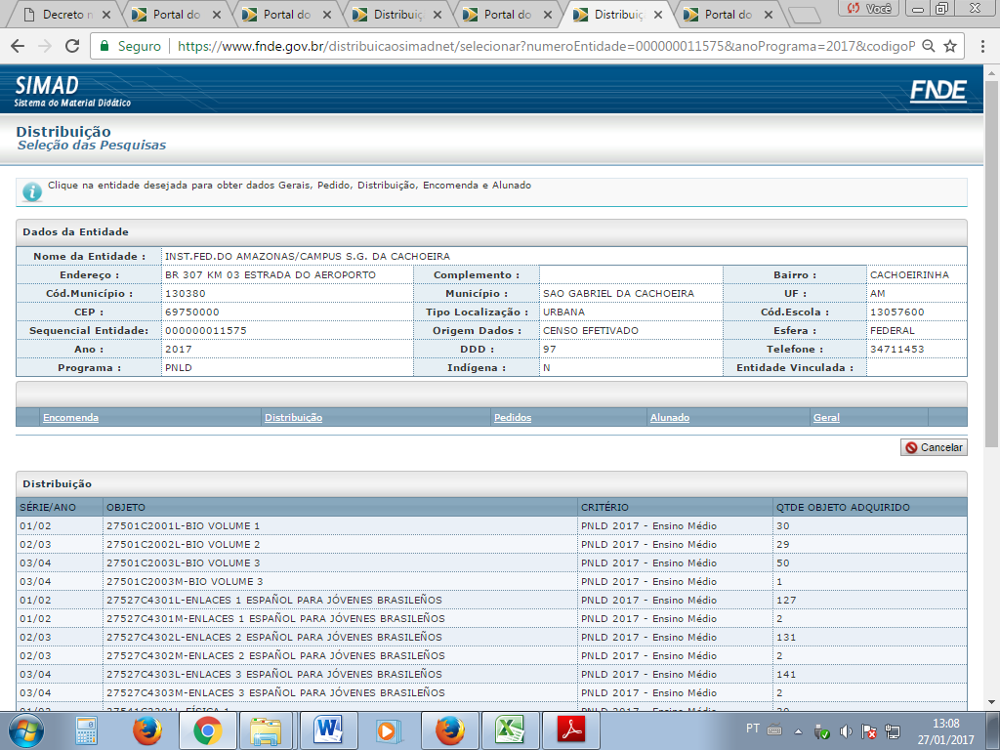 Decreto n
Portal do
Portal do
Distribuiç
Portal do
Distribuiç
Portal do
Você
Seguro https://www.fnde.gov.br/distribuicaosimadnet/selecionar?numeroEntidade=000000011575&anoPrograma=2017&codigoP
SIMAD
Sistema do Material Didático
FNDE
Distribuição
Seleção das Pesquisas
Clique na entidade desejada para obter dados Gerais, Pedido, Distribuição, Encomenda e Alunado
Dados da Entidade
Nome da Entidade : INST.FED.DO AMAZONAS/CAMPUS S.G. DA CACHOEIRA
Endereço : BR 307 KM 03 ESTRADA DO AEROPORTO Complemento : Bairro : CACHOEIRINHA
Cód.Município : 130380 Município : SAO GABRIEL DA CACHOEIRA UF : AM
CEP : 69750000 Tipo Localização : URBANA Cód.Escola : 13057600
Sequencial Entidade: 000000011575 Origem Dados : CENSO EFETIVADO Esfera : FEDERAL
Ano : 2017 DDD : 97 Telefone : 34711453
Programa : PNLD Indígena : N Entidade Vinculada :
Encomenda Distribuição Pedidos Alunado Geral
Cancelar
Distribuição
SÉRIE/ANO OBJETO CRITÉRIO QTDE OBJETO ADQUIRIDO
01/02 27501C2001L-BIO VOLUME 1 PNLD 2017 - Ensino Médio 30
02/03 27501C2002L-BIO VOLUME 2 PNLD 2017 - Ensino Médio 29
03/04 27501C2003L-BIO VOLUME 3 PNLD 2017 - Ensino Médio 50
03/04 27501C2003M-BIO VOLUME 3 PNLD 2017 - Ensino Médio 1
01/02 27527C4301L-ENLACES 1 ESPAÑOL PARA JÓVENES BRASILEÑOS PNLD 2017 - Ensino Médio 127
01/02 27527C4301M-ENLACES 1 ESPAÑOL PARA JÓVENES BRASILEÑOS PNLD 2017 - Ensino Médio 2
02/03 27527C4302L-ENLACES 2 ESPAÑOL PARA JÓVENES BRASILEÑOS PNLD 2017 - Ensino Médio 131
02/03 27527C4302M-ENLACES 2 ESPAÑOL PARA JÓVENES BRASILEÑOS PNLD 2017 - Ensino Médio 2
03/04 27527C4303L-ENLACES 3 ESPAÑOL PARA JÓVENES BRASILEÑOS PNLD 2017 - Ensino Médio 141
03/04 27527C4303M-ENLACES 3 ESPAÑOL PARA JÓVENES BRASILEÑOS PNLD 2017 - Ensino Médio 2
PT
13:08
27/01/2017